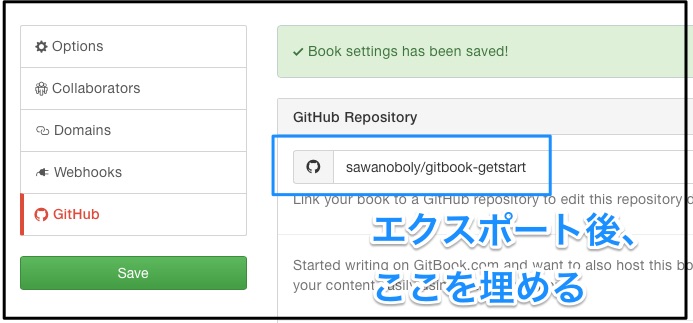 Options
Collaborators
Domains
Webhooks
GitHub
Save
Book settings has been saved!
GitHub Repository
sawanoboly/gitbook-getstart
Link your book to a GitHub repository to edit this repository
エクスポート後、
ここを埋める
Started writing on GitBook.com and want to also host this
your content easily